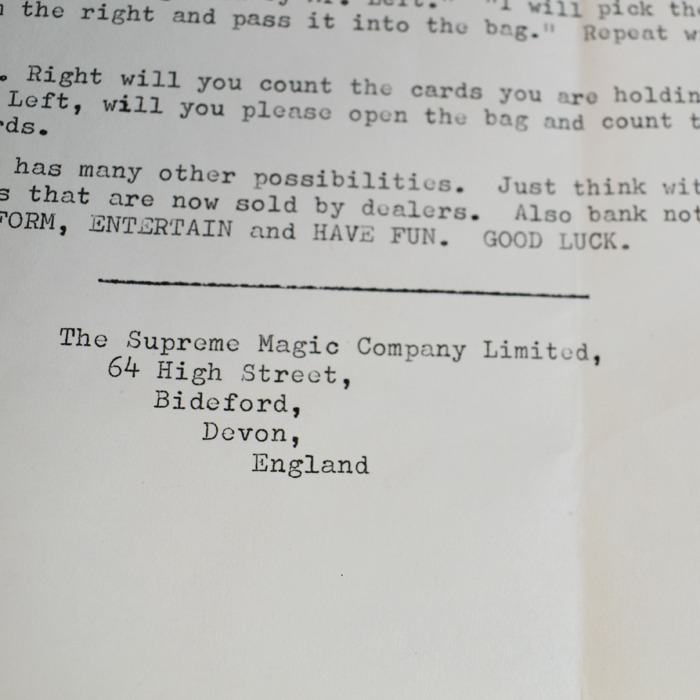 will pick the
the right and pass it into the bag." Repeat
. Right will you count the cards you are holdin
Left, will you please open the bag and count t
rds.
has many other possibilities. Just think wit
s that are now sold by dealers. Also bank not
FORM, ENTERTAIN and HAVE FUN. GOOD LUCK.
The Supreme Magic Company Limited,
64 High Street,
Bideford,
Devon,
England